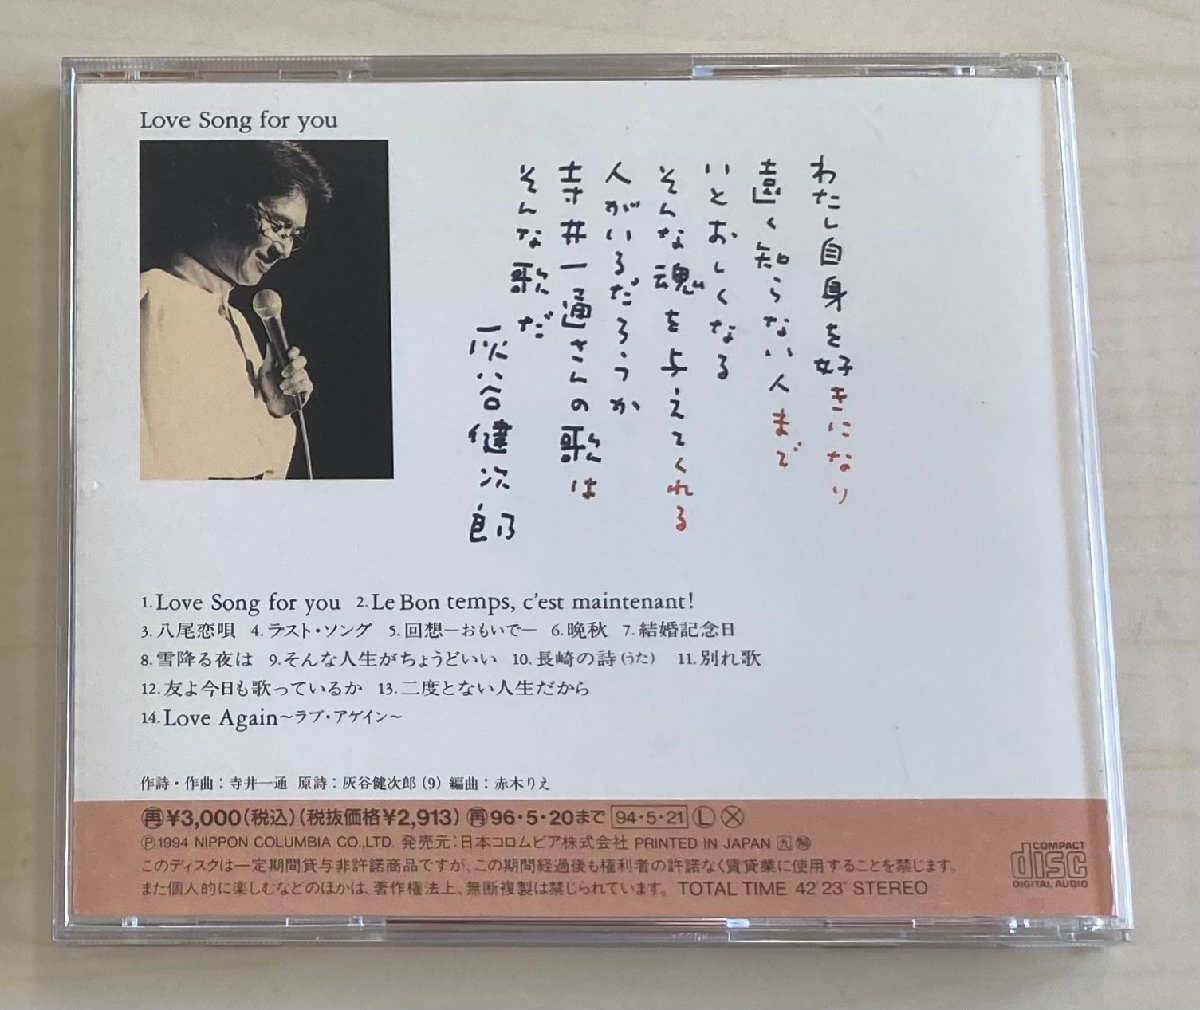 Love Song for you
わたし自身を好きになり
遠く知らない人まで
いとおしくなる
そんな魂を与えてくれる
人がいるだろうか
寺井一通さんの歌は
そんな歌だ
灰谷健次郎
1.Love Song for you 2.Le Bon temps, c'est maintenant!
3.八尾恋唄 4.ラスト・ソング 5.回想—おもいで— 6.晩秋 7.結婚記念日
8.雪降る夜は 9.そんな人生がちょうどいい 10.長崎の詩(うた) 11.別れ歌
12.友よ今日も歌っているか 13.二度とない人生だから
14.Love Again〜ラブ・アゲイン〜
作詩・作曲：寺井一通 原詩：灰谷健次郎(9) 編曲：赤木りえ
㊐¥3,000(税込)(税抜価格¥2,913) 再96・5・20まで 94・5・21 Ⓛ Ⓧ
Ⓟ1994 NIPPON COLUMBIA CO.,LTD. 発売元：日本コロムビア株式会社 PRINTED IN JAPAN
このディスクは一定期間貸与非許諾商品ですが、この期間経過後も権利者の許諾なく賃貸業に使用することを禁じます。
また個人的に楽しむなどのほかは、著作権法上、無断複製は禁じられています。 TOTAL TIME 42'23" STEREO
COMPACT
disc
DIGITAL AUDIO